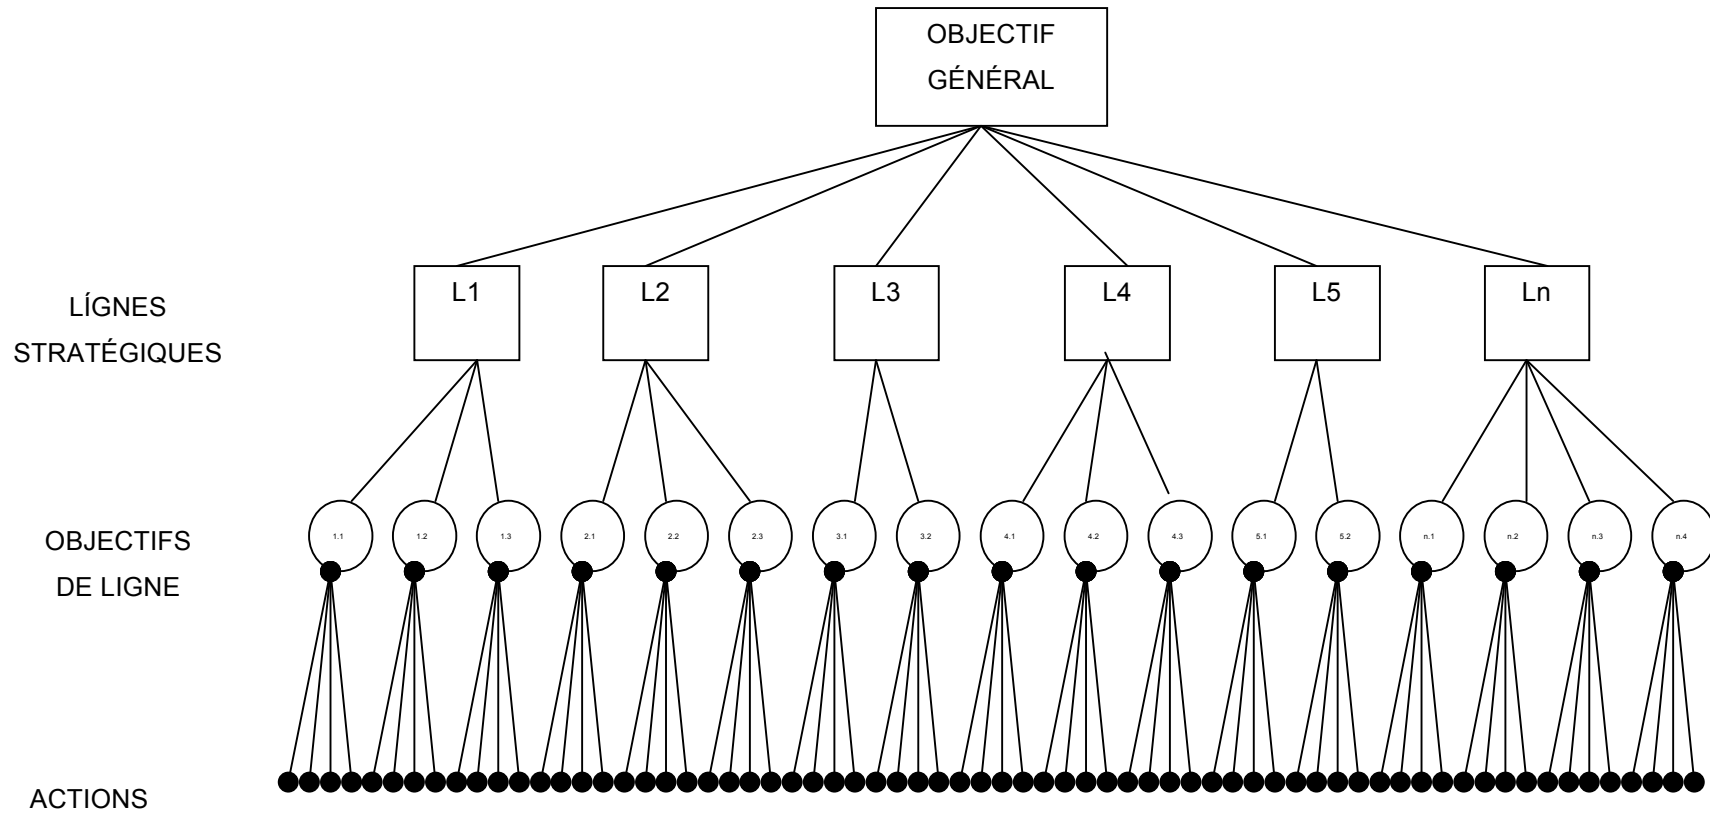 OBJECTIF
GÉNÉRAL
LÍGNES
STRATÉGIQUES
L1
L2
L3
L4
L5
Ln
OBJECTIFS
DE LIGNE
1.1
1.2
1.3
2.1
2.2
2.3
3.1
3.2
4.1
4.2
4.3
5.1
5.2
n.1
n.2
n.3
n.4
ACTIONS